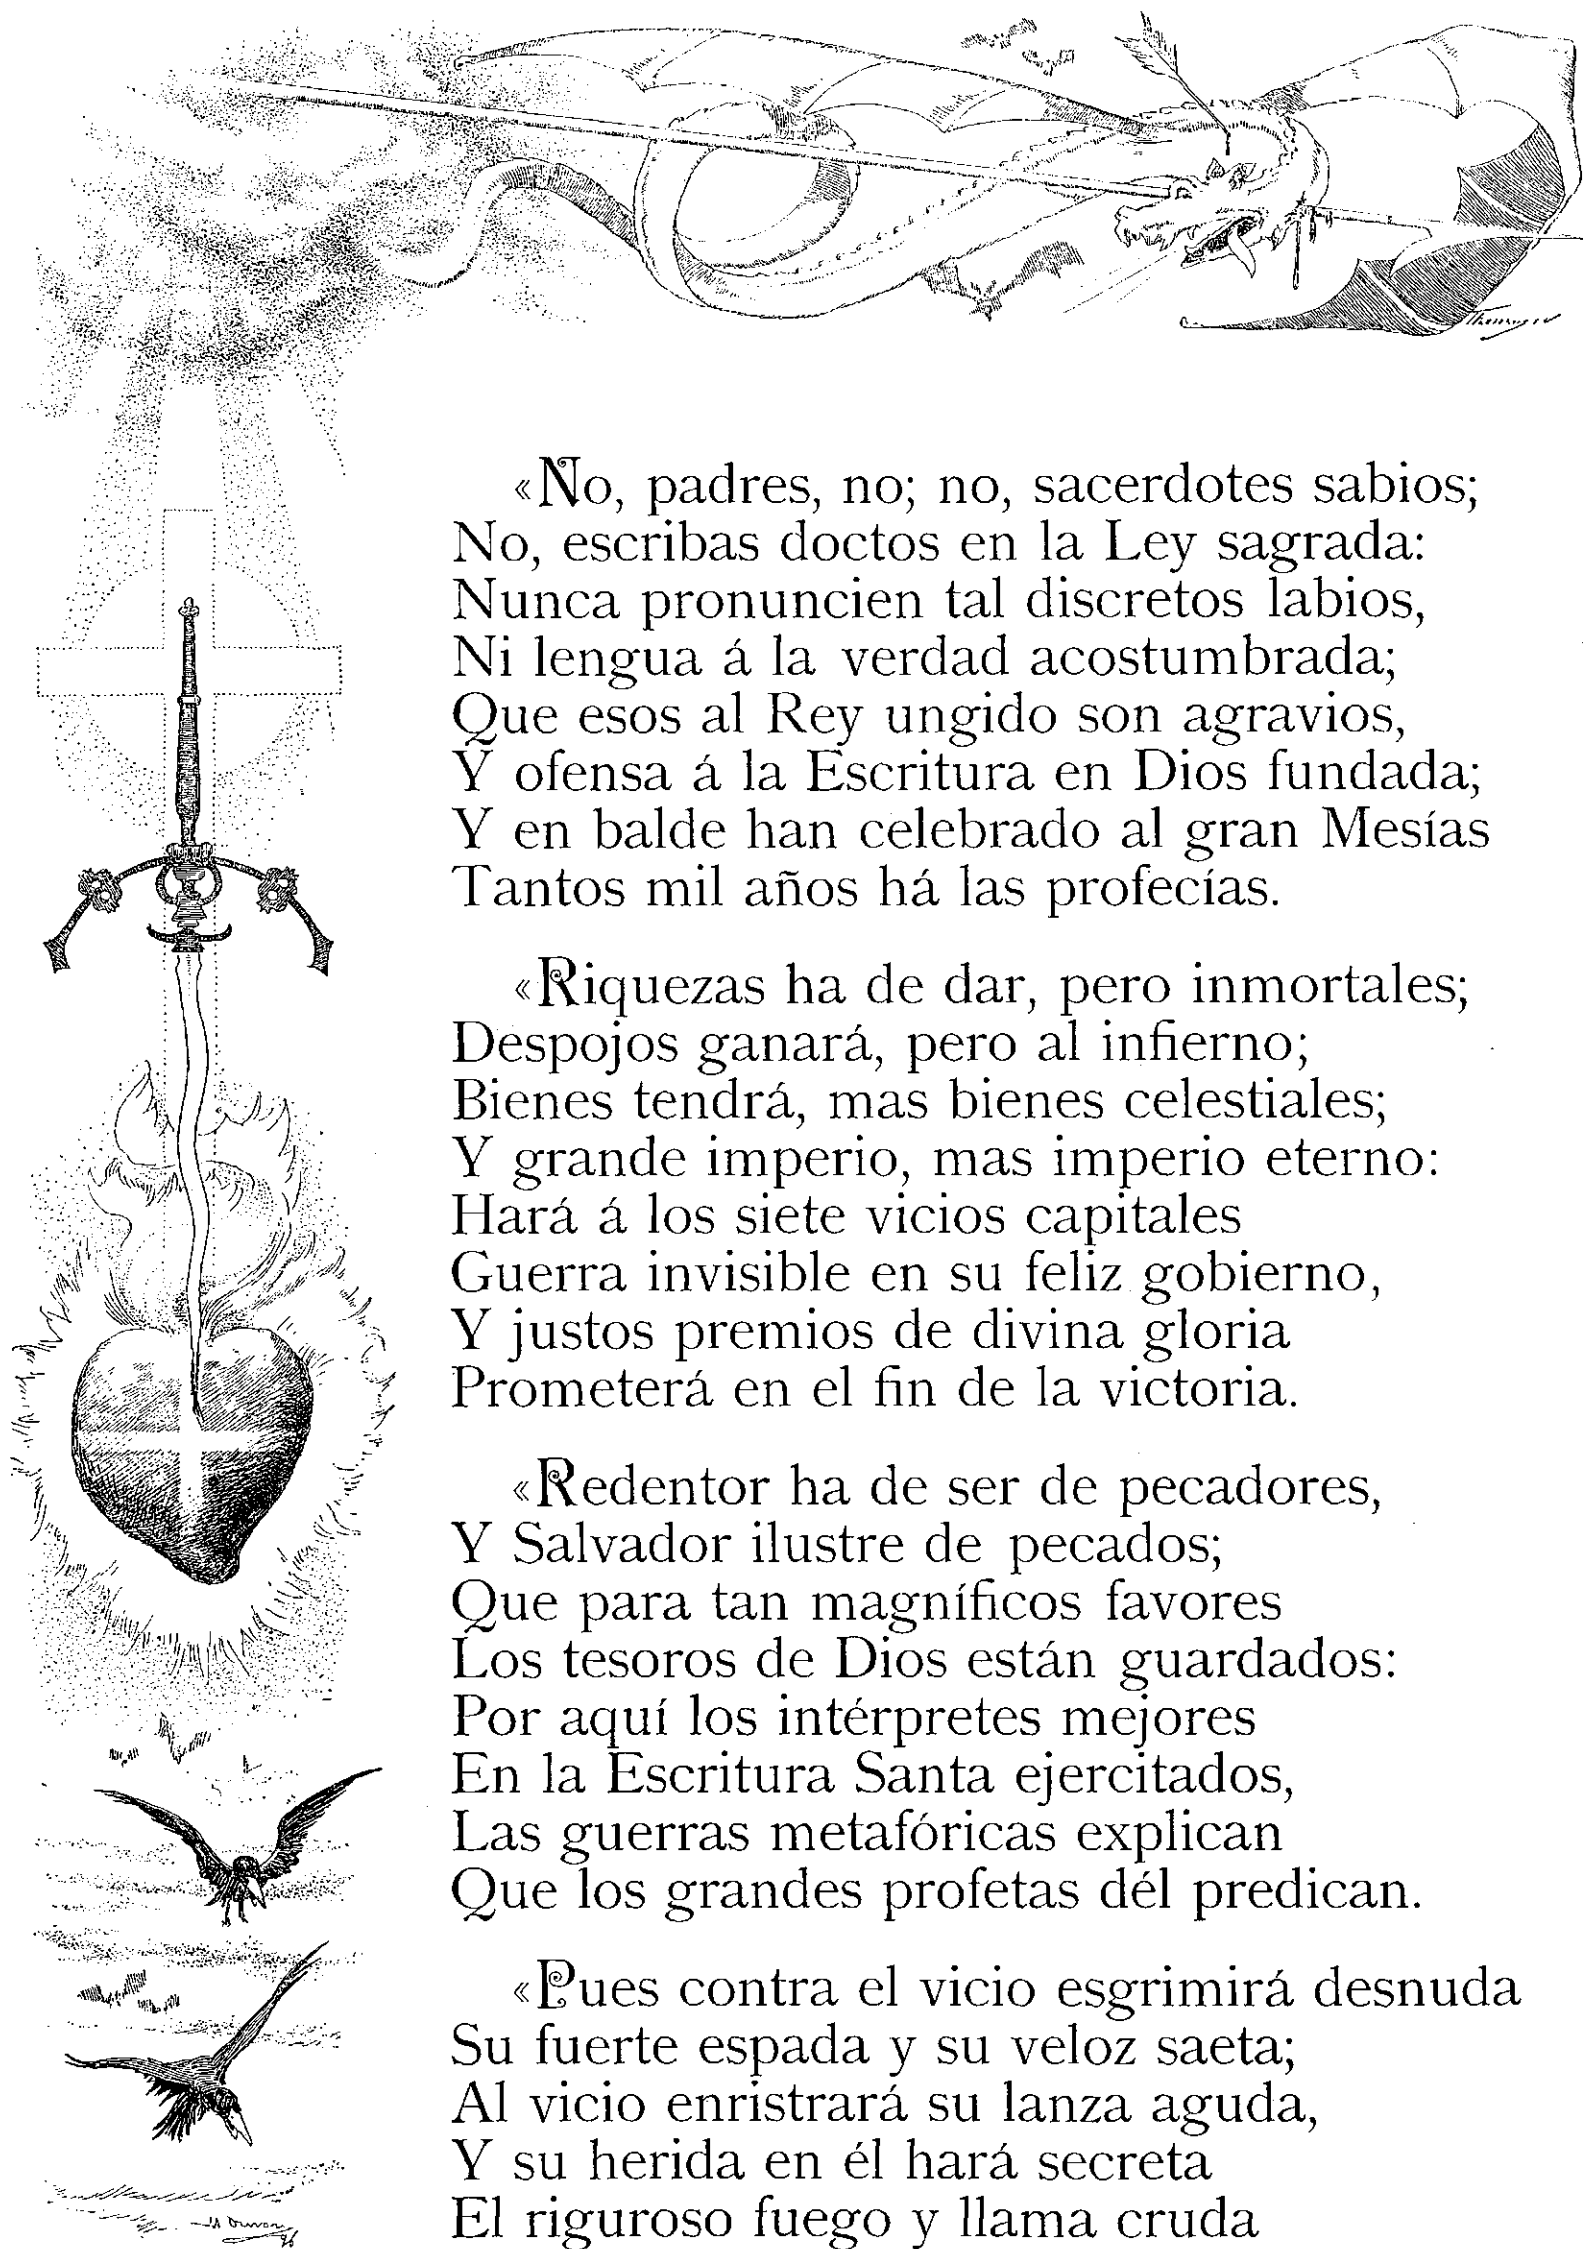 «No, padres, no; no, sacerdotes sabios;
No, escribas doctos en la Ley sagrada:
Nunca pronuncien tal discretos labios,
Ni lengua á la verdad acostumbrada;
Que esos al Rey ungido son agravios,
Y ofensa á la Escritura en Dios fundada;
Y en balde han celebrado al gran Mesías
Tantos mil años há las profecías.
«Riquezas ha de dar, pero inmortales;
Despojos ganará, pero al infierno;
Bienes tendrá, mas bienes celestiales;
Y grande imperio, mas imperio eterno:
Hará á los siete vicios capitales
Guerra invisible en su feliz gobierno,
Y justos premios de divina gloria
Prometerá en el fin de la victoria.
«Redentor ha de ser de pecadores,
Y Salvador ilustre de pecados;
Que para tan magníficos favores
Los tesoros de Dios están guardados:
Por aquí los intérpretes mejores
En la Escritura Santa ejercitados,
Las guerras metafóricas explican
Que los grandes profetas dél predican.
«Pues contra el vicio esgrimirá desnuda
Su fuerte espada y su veloz saeta;
Al vicio enristrará su lanza aguda,
Y su herida en él hará secreta
El riguroso fuego y llama cruda